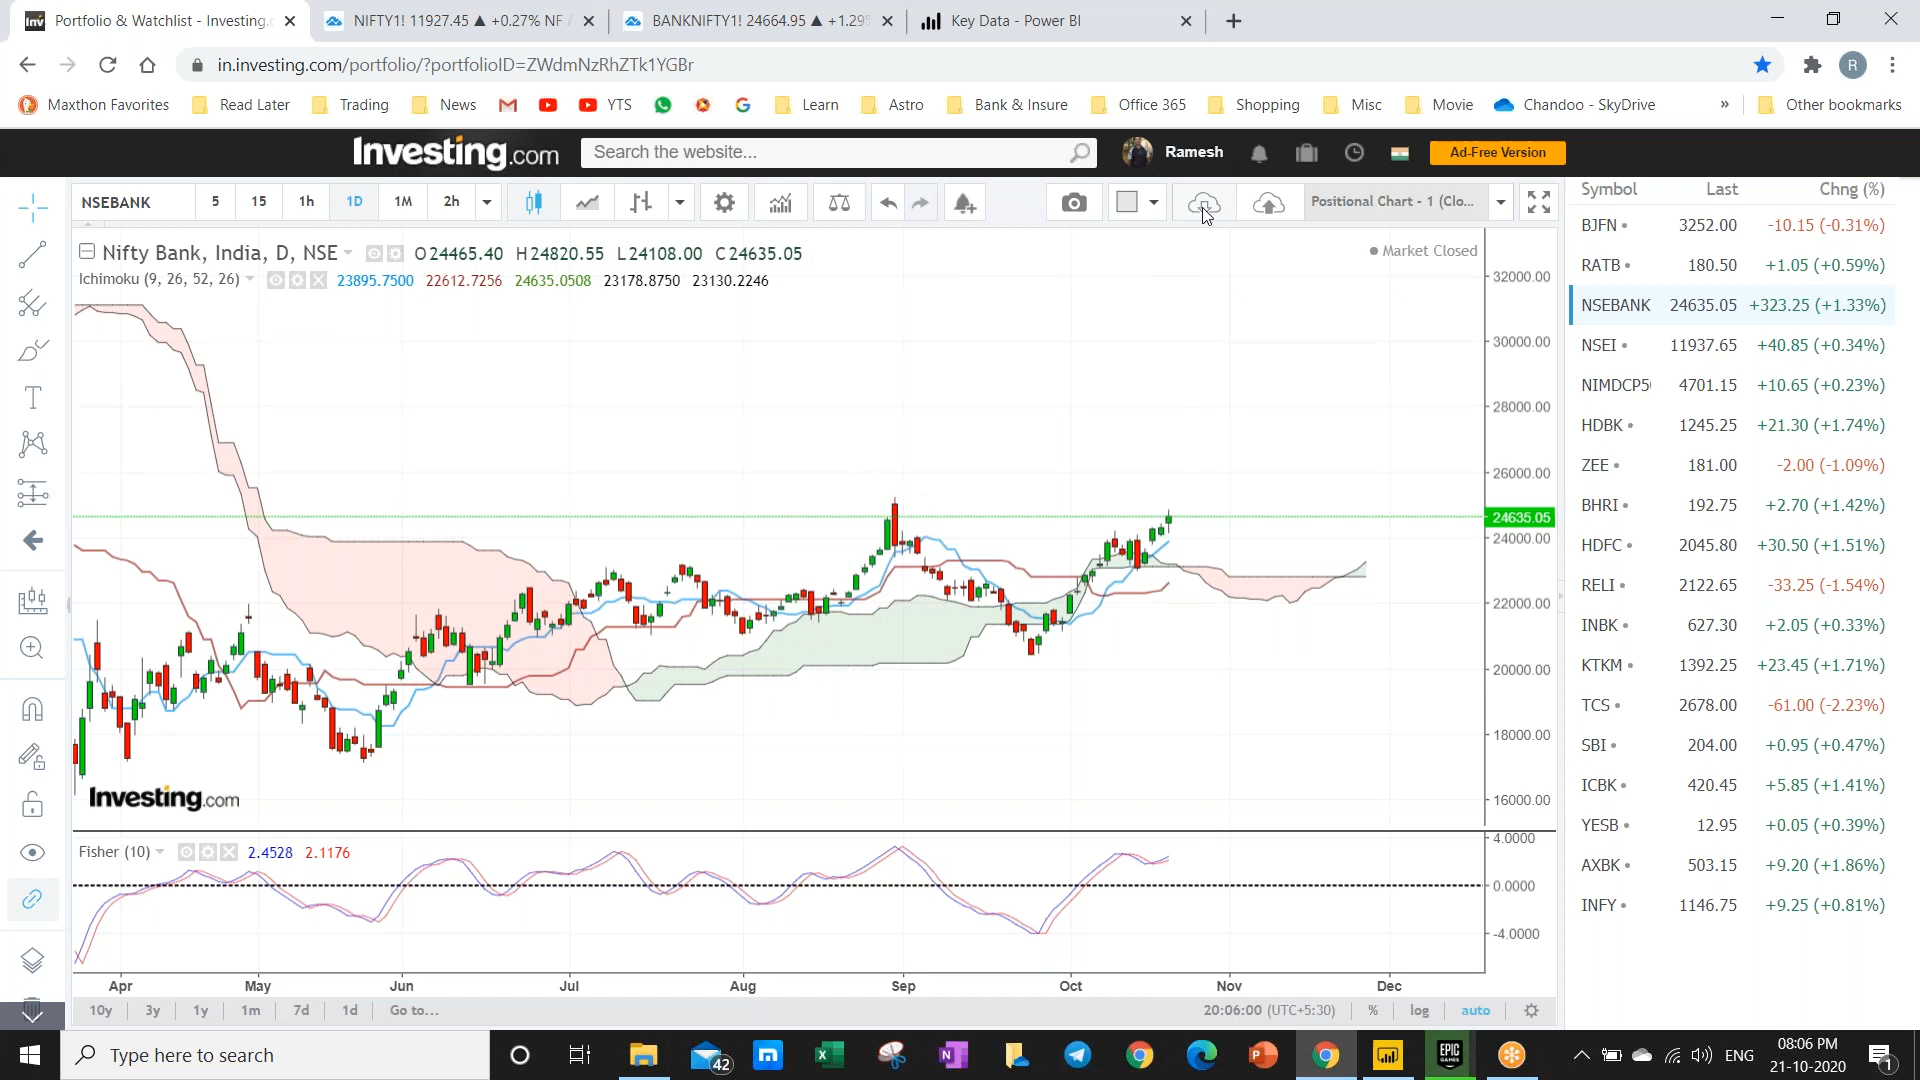 Portfolio & Watchlist - Investing.
NIFTY1! 11927.45 ▲ +0.27% NF
BANKNIFTY1! 24664.95 ▲ +1.29%
Key Data - Power BI
in.investing.com/portfolio/?portfolioID=ZWdmNzRhZTk1YGBr
R
Maxthon Favorites
Read Later
Trading
News
YTS
Learn
Astro
Bank & Insure
Office 365
Shopping
Misc
Movie
Chandoo - SkyDrive
»
Other bookmarks
Investing.com
Search the website...
Ramesh
Ad-Free Version
NSEBANK
5
15
1h
1D
1M
2h
Positional Chart - 1 (Clo...
Nifty Bank, India, D, NSE
O 24465.40 H 24820.55 L 24108.00 C 24635.05
Market Closed
Ichimoku (9, 26, 52, 26)
23895.7500 22612.7256 24635.0508 23178.8750 23130.2246
32000.00
30000.00
28000.00
26000.00
24635.05
24000.00
22000.00
20000.00
18000.00
16000.00
Investing.com
Fisher (10)
2.4528 2.1176
4.0000
0.0000
-4.0000
Apr May Jun Jul Aug Sep Oct Nov Dec
10y 3y 1y 1m 7d 1d Go to...
20:06:00 (UTC+5:30) % log auto
Symbol Last Chng (%)
BJFN 3252.00 -10.15 (-0.31%)
RATB 180.50 +1.05 (+0.59%)
NSEBANK 24635.05 +323.25 (+1.33%)
NSEI 11937.65 +40.85 (+0.34%)
NIMDCP5 4701.15 +10.65 (+0.23%)
HDBK 1245.25 +21.30 (+1.74%)
ZEE 181.00 -2.00 (-1.09%)
BHRI 192.75 +2.70 (+1.42%)
HDFC 2045.80 +30.50 (+1.51%)
RELI 2122.65 -33.25 (-1.54%)
INBK 627.30 +2.05 (+0.33%)
KTKM 1392.25 +23.45 (+1.71%)
TCS 2678.00 -61.00 (-2.23%)
SBI 204.00 +0.95 (+0.47%)
ICBK 420.45 +5.85 (+1.41%)
YESB 12.95 +0.05 (+0.39%)
AXBK 503.15 +9.20 (+1.86%)
INFY 1146.75 +9.25 (+0.81%)
Type here to search
42
EPIC
GAMES
ENG
08:06 PM
21-10-2020
1